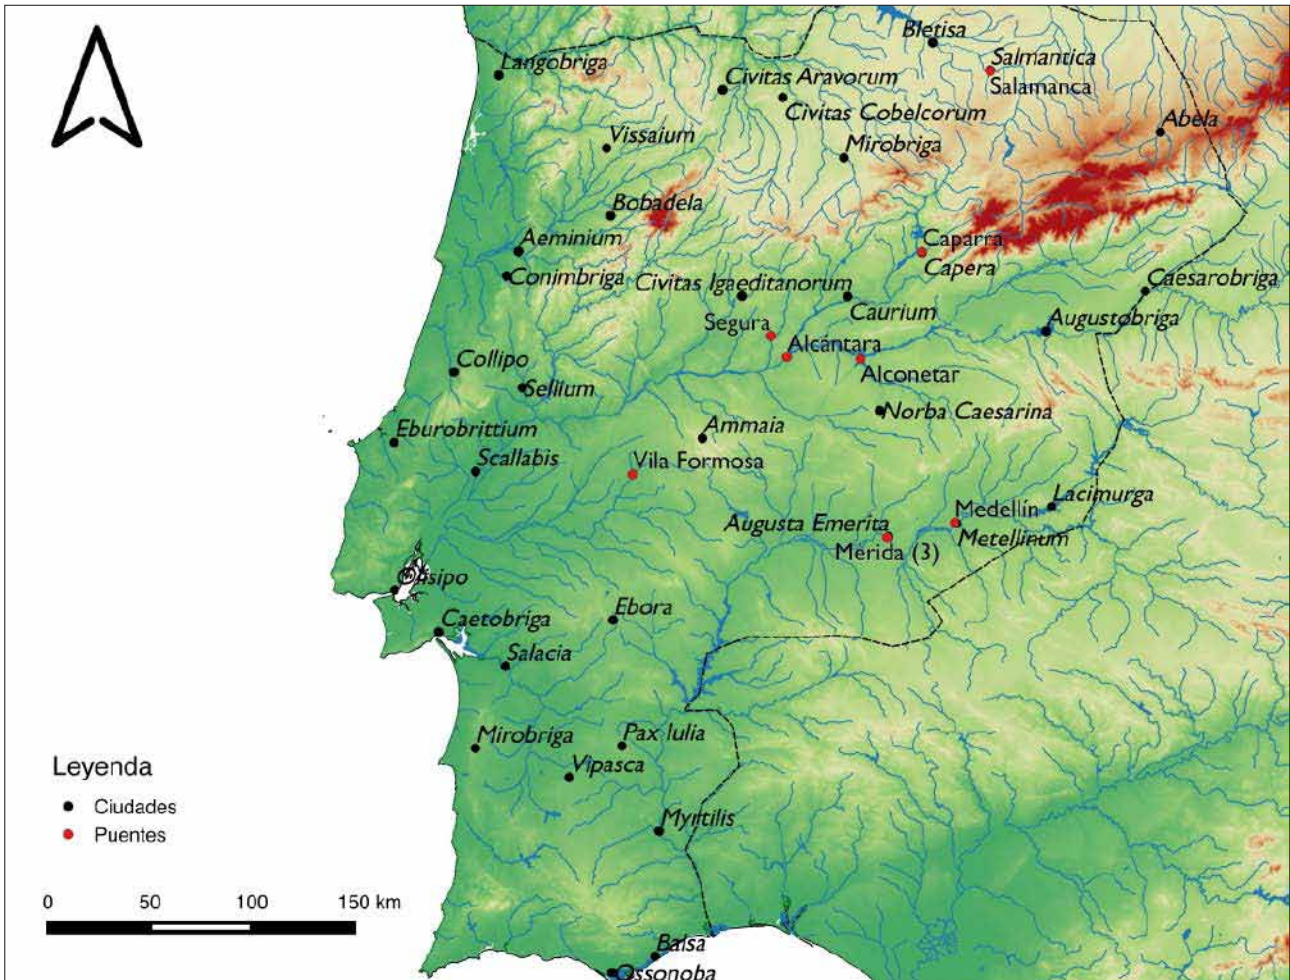 Bletisa
Langobriga
Salmantica
Civitas Aravorum
Salamanca
Civitas Cobelcorum
Abela
Vissaium
Mirobriga
Bobadela
Aeminium
Caparra
Capera
Conimbriga
Civitas Igaeditanorum
Caesarobriga
Caurium
Segura
Augustobriga
Alcántara
Collipo
Alconetar
Sellium
Norba Caesarina
Ammaia
Eburobrittium
Scallabis
Vila Formosa
Lacimurga
Medellín
Augusta Emerita
Metellinum
Merida (3)
Olisipo
Ebora
Caetobriga
Salacia
Mirobriga
Pax Iulia
Vipasca
Myrtilis
Balsa
Ossonoba
Leyenda
Ciudades
Puentes
0 50 100 150 km